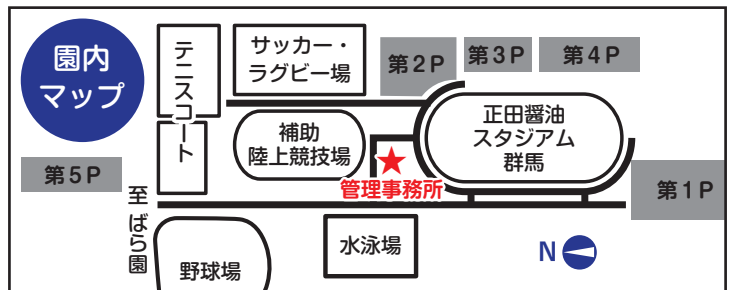 園内
マップ
テニスコート
サッカー・
ラグビー場
第2P
第3P
第4P
補助
陸上競技場
正田醤油
スタジアム
群馬
★
管理事務所
第5P
第1P
至 ばら園
野球場
水泳場
N